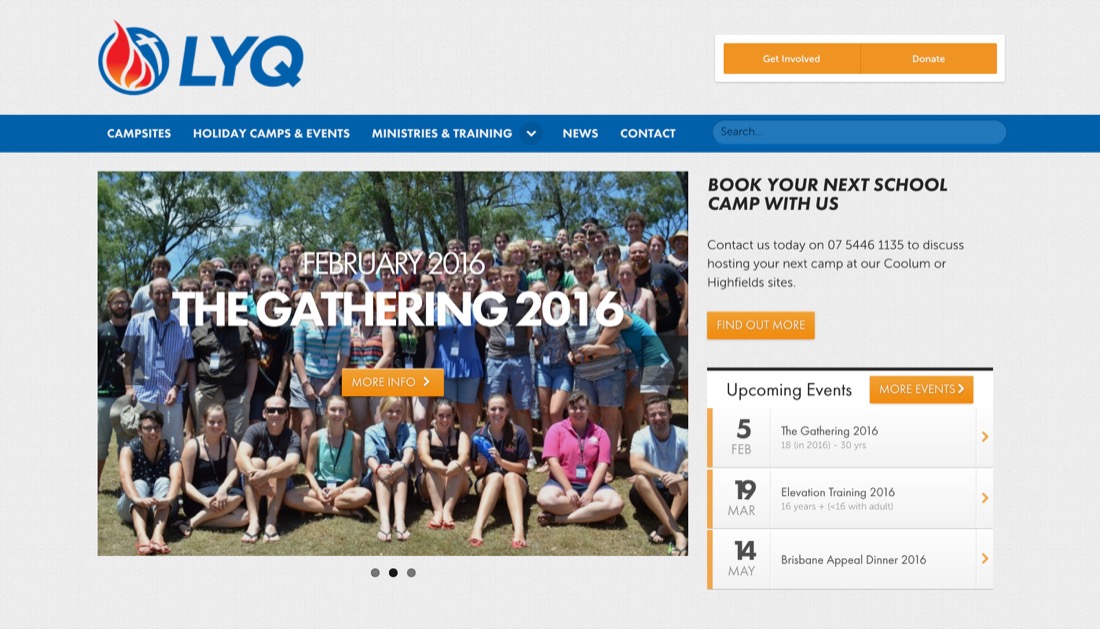 LYQ
Get Involved
Donate
CAMPSITES
HOLIDAY CAMPS & EVENTS
MINISTRIES & TRAINING
NEWS
CONTACT
Search...
FEBRUARY 2016
THE GATHERING 2016
MORE INFO
BOOK YOUR NEXT SCHOOL
CAMP WITH US
Contact us today on 07 5446 1135 to discuss
hosting your next camp at our Coolum or
Highfields sites.
FIND OUT MORE
Upcoming Events
MORE EVENTS
5
FEB
The Gathering 2016
18 (in 2016) - 30 yrs
19
MAR
Elevation Training 2016
16 years + (<16 with adult)
14
MAY
Brisbane Appeal Dinner 2016